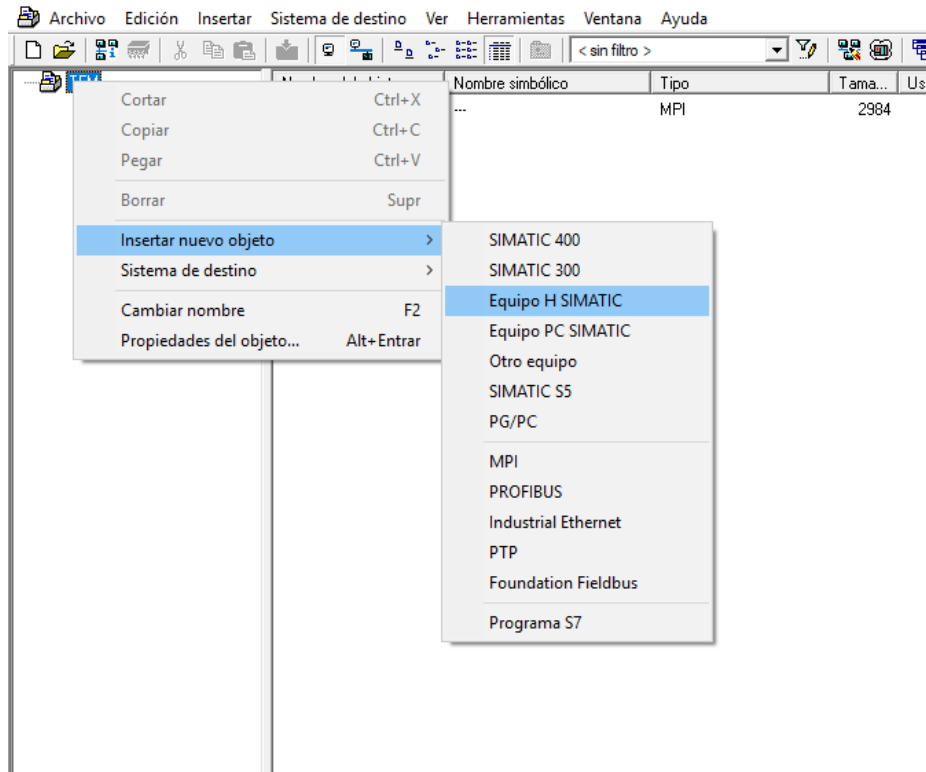 Archivo Edición Insertar Sistema de destino Ver Herramientas Ventana Ayuda
< sin filtro >
Nombre simbólico Tipo Tama... Us
--- MPI 2984
Cortar Ctrl+X
Copiar Ctrl+C
Pegar Ctrl+V
Borrar Supr
Insertar nuevo objeto >
Sistema de destino >
Cambiar nombre F2
Propiedades del objeto... Alt+Entrar
SIMATIC 400
SIMATIC 300
Equipo H SIMATIC
Equipo PC SIMATIC
Otro equipo
SIMATIC S5
PG/PC
MPI
PROFIBUS
Industrial Ethernet
PTP
Foundation Fieldbus
Programa S7